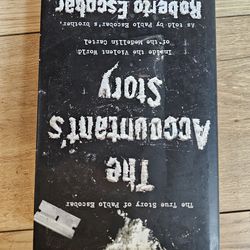 The True Story of Pablo Escobar
The
Accountant's
Story
Inside the Violent World
of the Medellín Cartel
As told by Pablo Escobar's brother,
Roberto Escobar